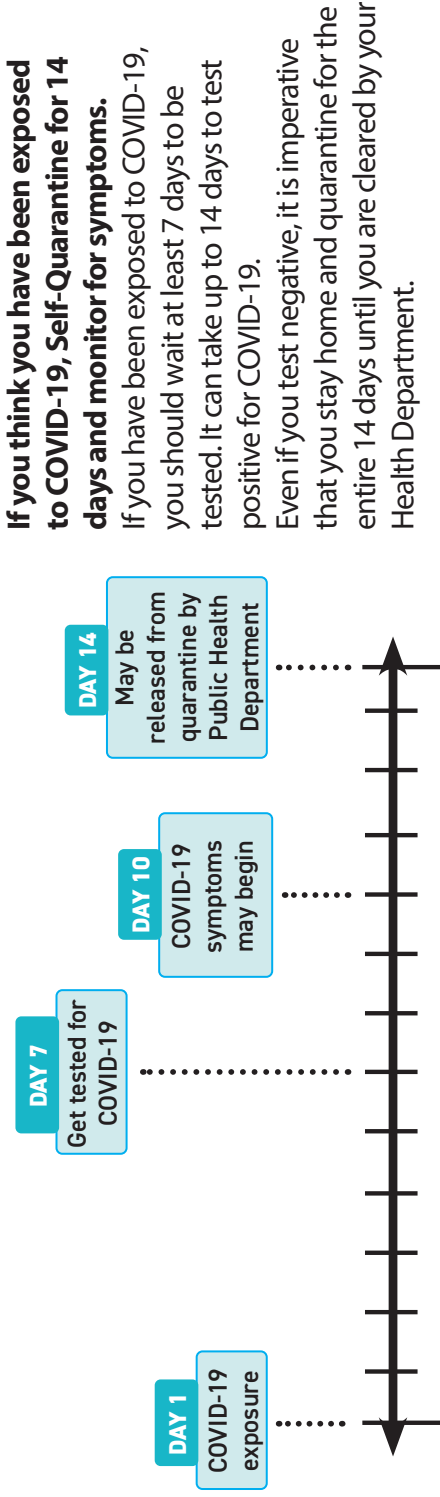 If you think you have been exposed
to COVID-19, Self-Quarantine for 14
days and monitor for symptoms.
If you have been exposed to COVID-19,
you should wait at least 7 days to be
tested. It can take up to 14 days to test
positive for COVID-19.
Even if you test negative, it is imperative
that you stay home and quarantine for the
entire 14 days until you are cleared by your
Health Department.
DAY 1
COVID-19
exposure
DAY 7
Get tested for
COVID-19
DAY 10
COVID-19
symptoms
may begin
DAY 14
May be
released from
quarantine by
Public Health
Department